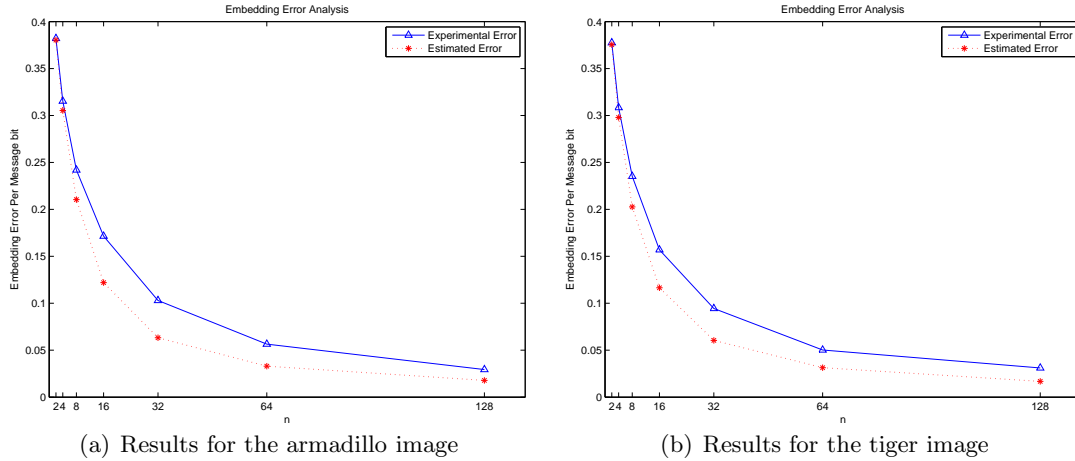 Embedding Error Analysis
Experimental Error
Estimated Error
Embedding Error Per Message bit
0.4
0.35
0.3
0.25
0.2
0.15
0.1
0.05
0
2 4 8 16 32 64 128
n
(a) Results for the armadillo image
Embedding Error Analysis
Experimental Error
Estimated Error
Embedding Error Per Message bit
0.4
0.35
0.3
0.25
0.2
0.15
0.1
0.05
0
2 4 8 16 32 64 128
n
(b) Results for the tiger image